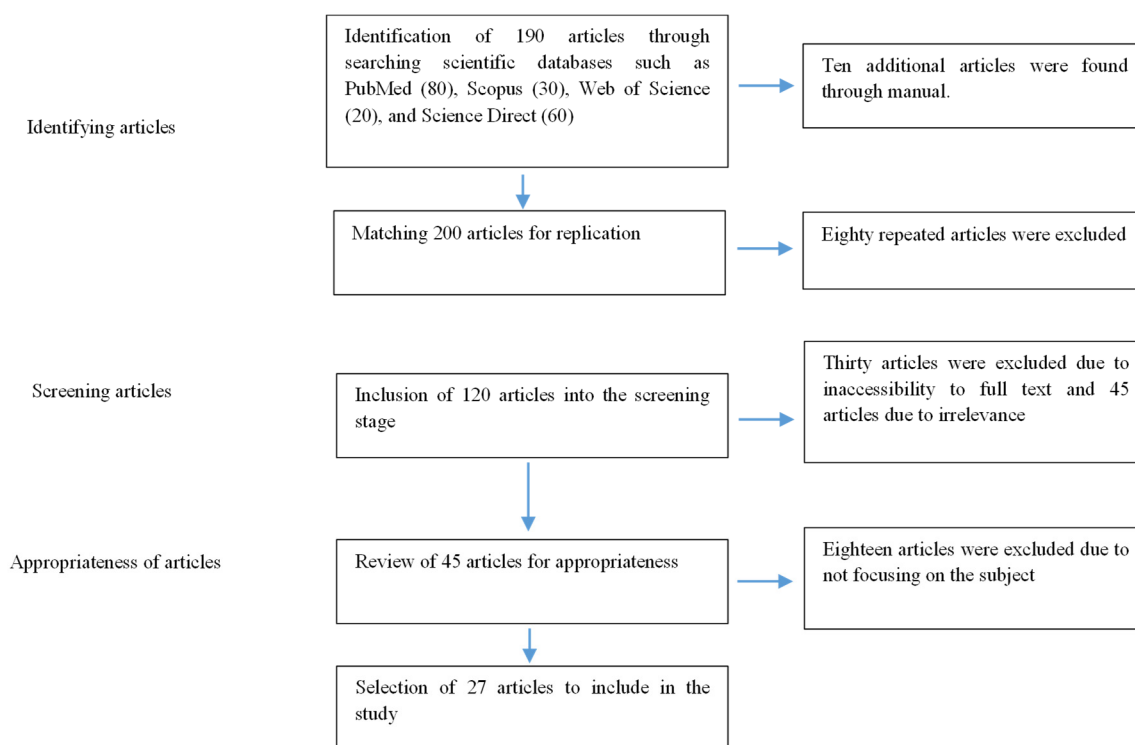 Identification of 190 articles through
searching scientific databases such as
PubMed (80), Scopus (30), Web of Science
(20), and Science Direct (60)
Ten additional articles were found
through manual.
Identifying articles
Matching 200 articles for replication
Eighty repeated articles were excluded
Screening articles
Inclusion of 120 articles into the screening
stage
Thirty articles were excluded due to
inaccessibility to full text and 45
articles due to irrelevance
Appropriateness of articles
Review of 45 articles for appropriateness
Eighteen articles were excluded due to
not focusing on the subject
Selection of 27 articles to include in the
study